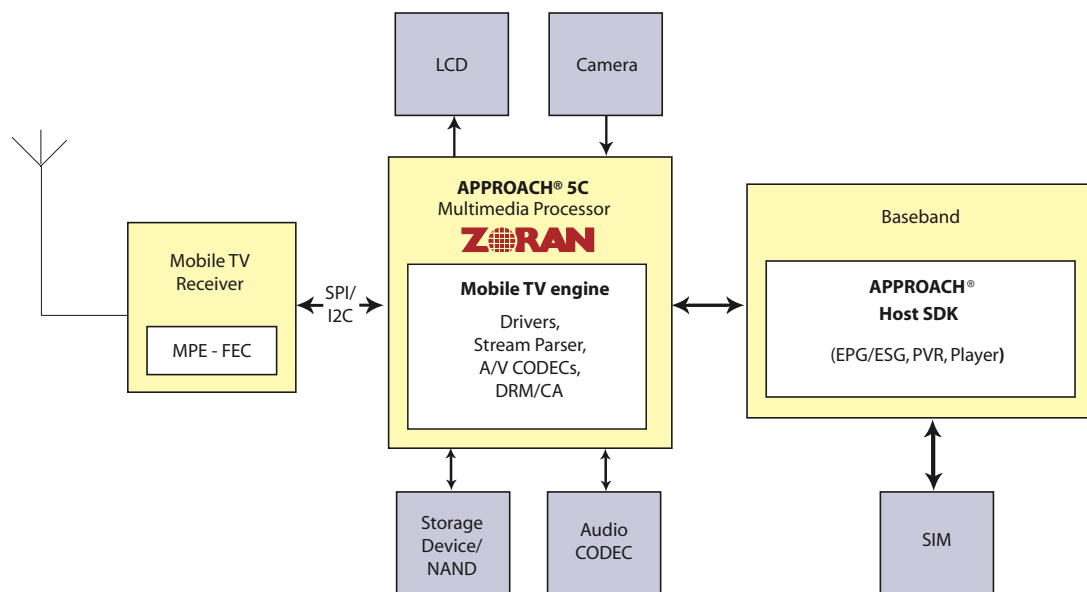 LCD
Camera
APPROACH® 5C
Multimedia Processor
ZORAN
Mobile TV
Receiver
MPE - FEC
SPI/
I2C
Mobile TV engine
Drivers,
Stream Parser,
A/V CODECs,
DRM/CA
Baseband
APPROACH®
Host SDK
(EPG/ESG, PVR, Player)
Storage
Device/
NAND
Audio
CODEC
SIM